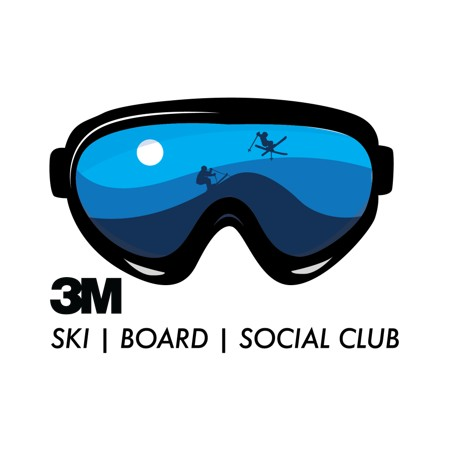 3M
SKI | BOARD | SOCIAL CLUB